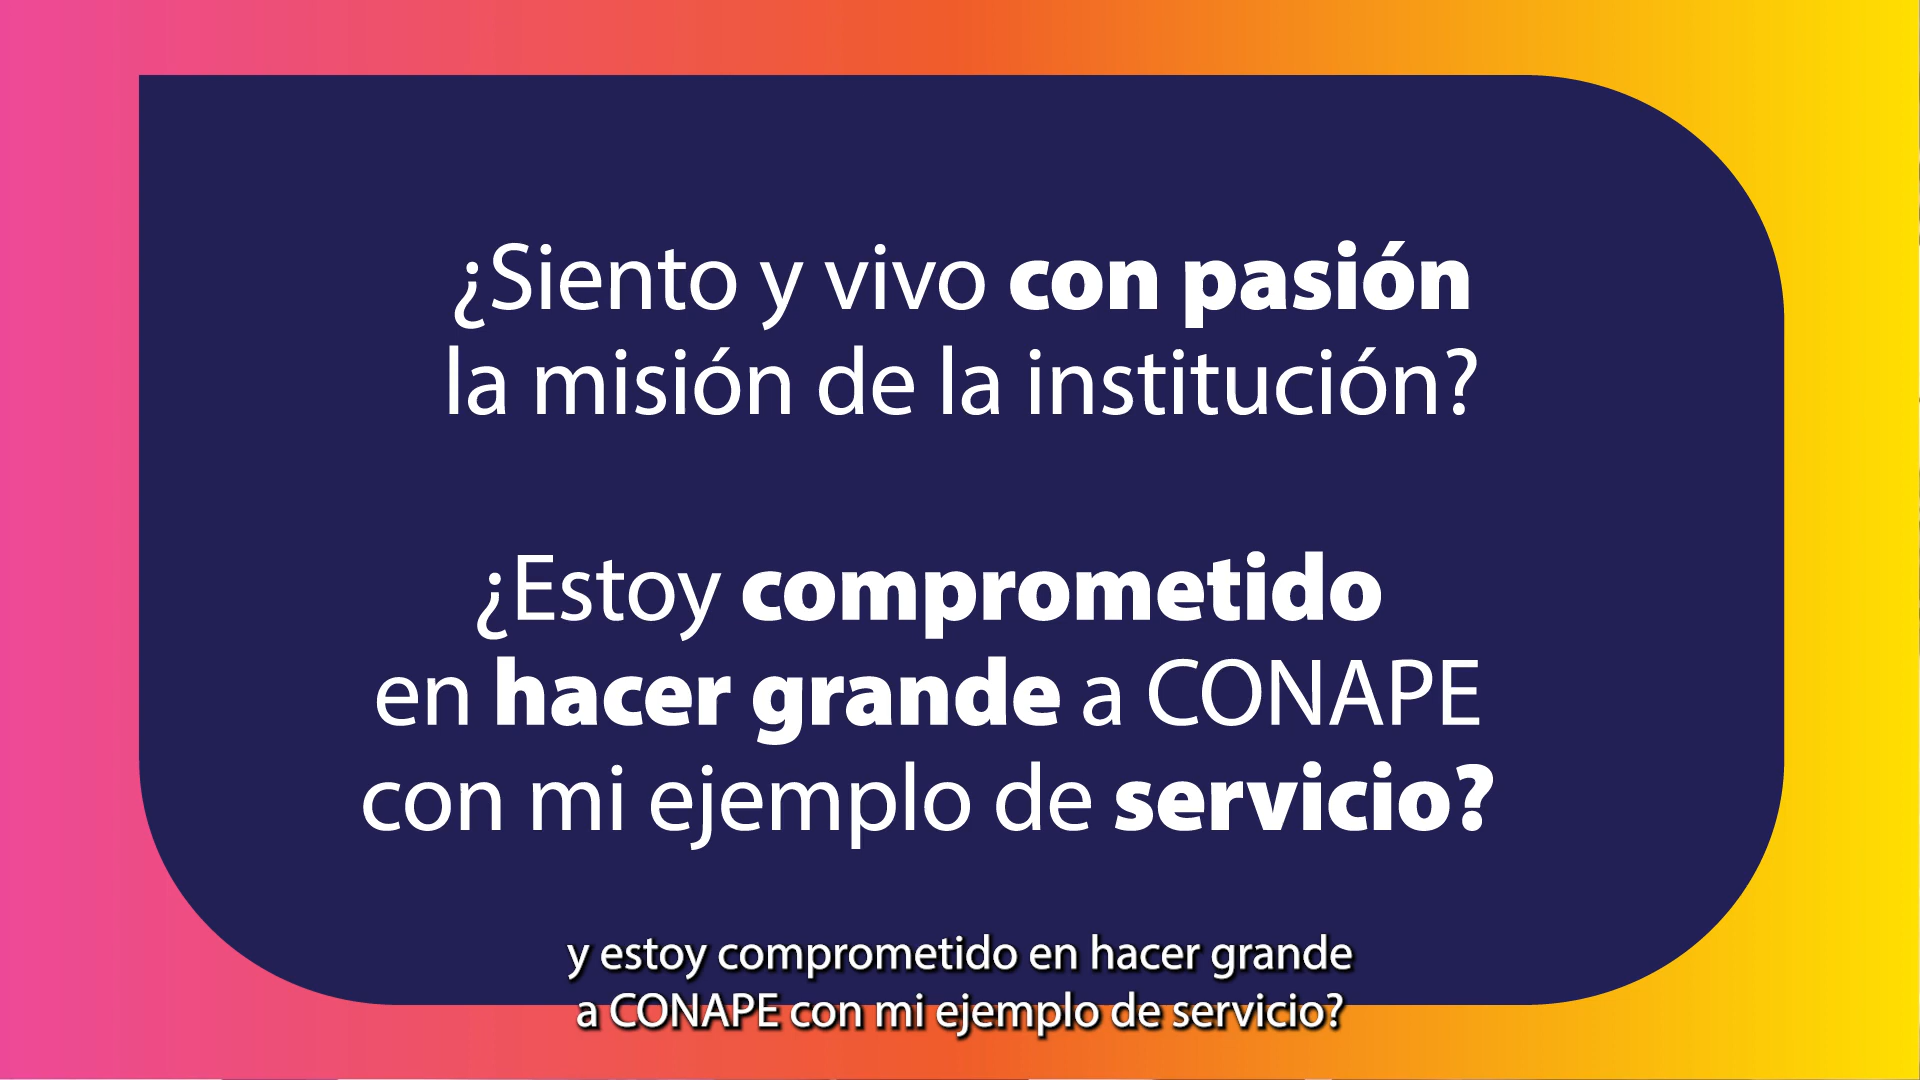 ¿Siento y vivo con pasión
la misión de la institución?
¿Estoy comprometido
en hacer grande a CONAPE
con mi ejemplo de servicio?
y estoy comprometido en hacer grande
a CONAPE con mi ejemplo de servicio?